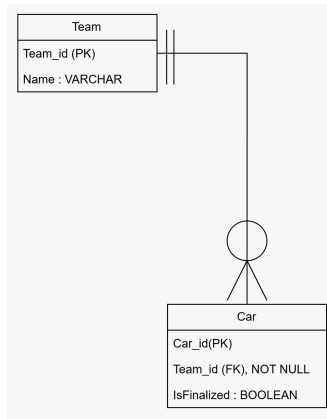 Team
Team_id (PK)
Name : VARCHAR
Car
Car_id(PK)
Team_id (FK), NOT NULL
IsFinalized : BOOLEAN